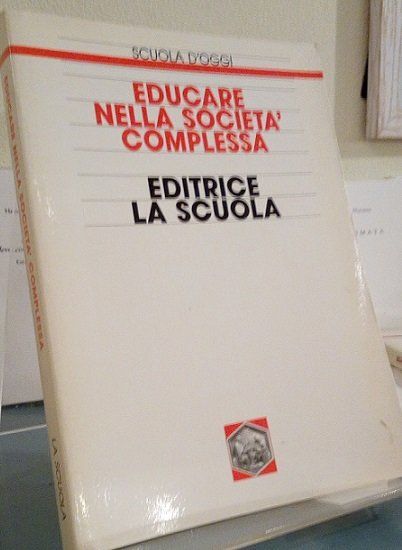 SCUOLA D'OGGI
EDUCARE
NELLA SOCIETA'
COMPLESSA
EDITRICE
LA SCUOLA
EDUCARE NELLA SOCIETA' COMPLESSA
LA SCUOLA